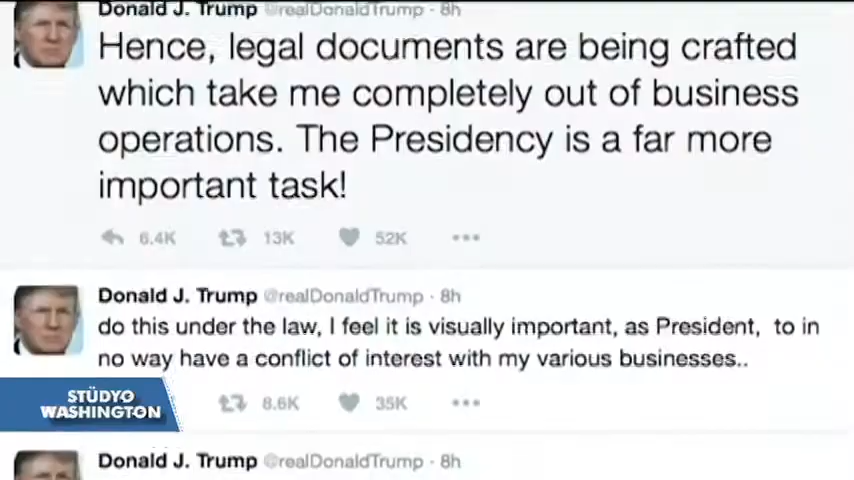 Donald J. Trump @realDonaldTrump · 8h
Hence, legal documents are being crafted
which take me completely out of business
operations. The Presidency is a far more
important task!
6.4K 13K 52K
Donald J. Trump @realDonaldTrump · 8h
do this under the law, I feel it is visually important, as President,  to in
no way have a conflict of interest with my various businesses..
8.6K 35K
STÜDYO
WASHINGTON
Donald J. Trump @realDonaldTrump · 8h